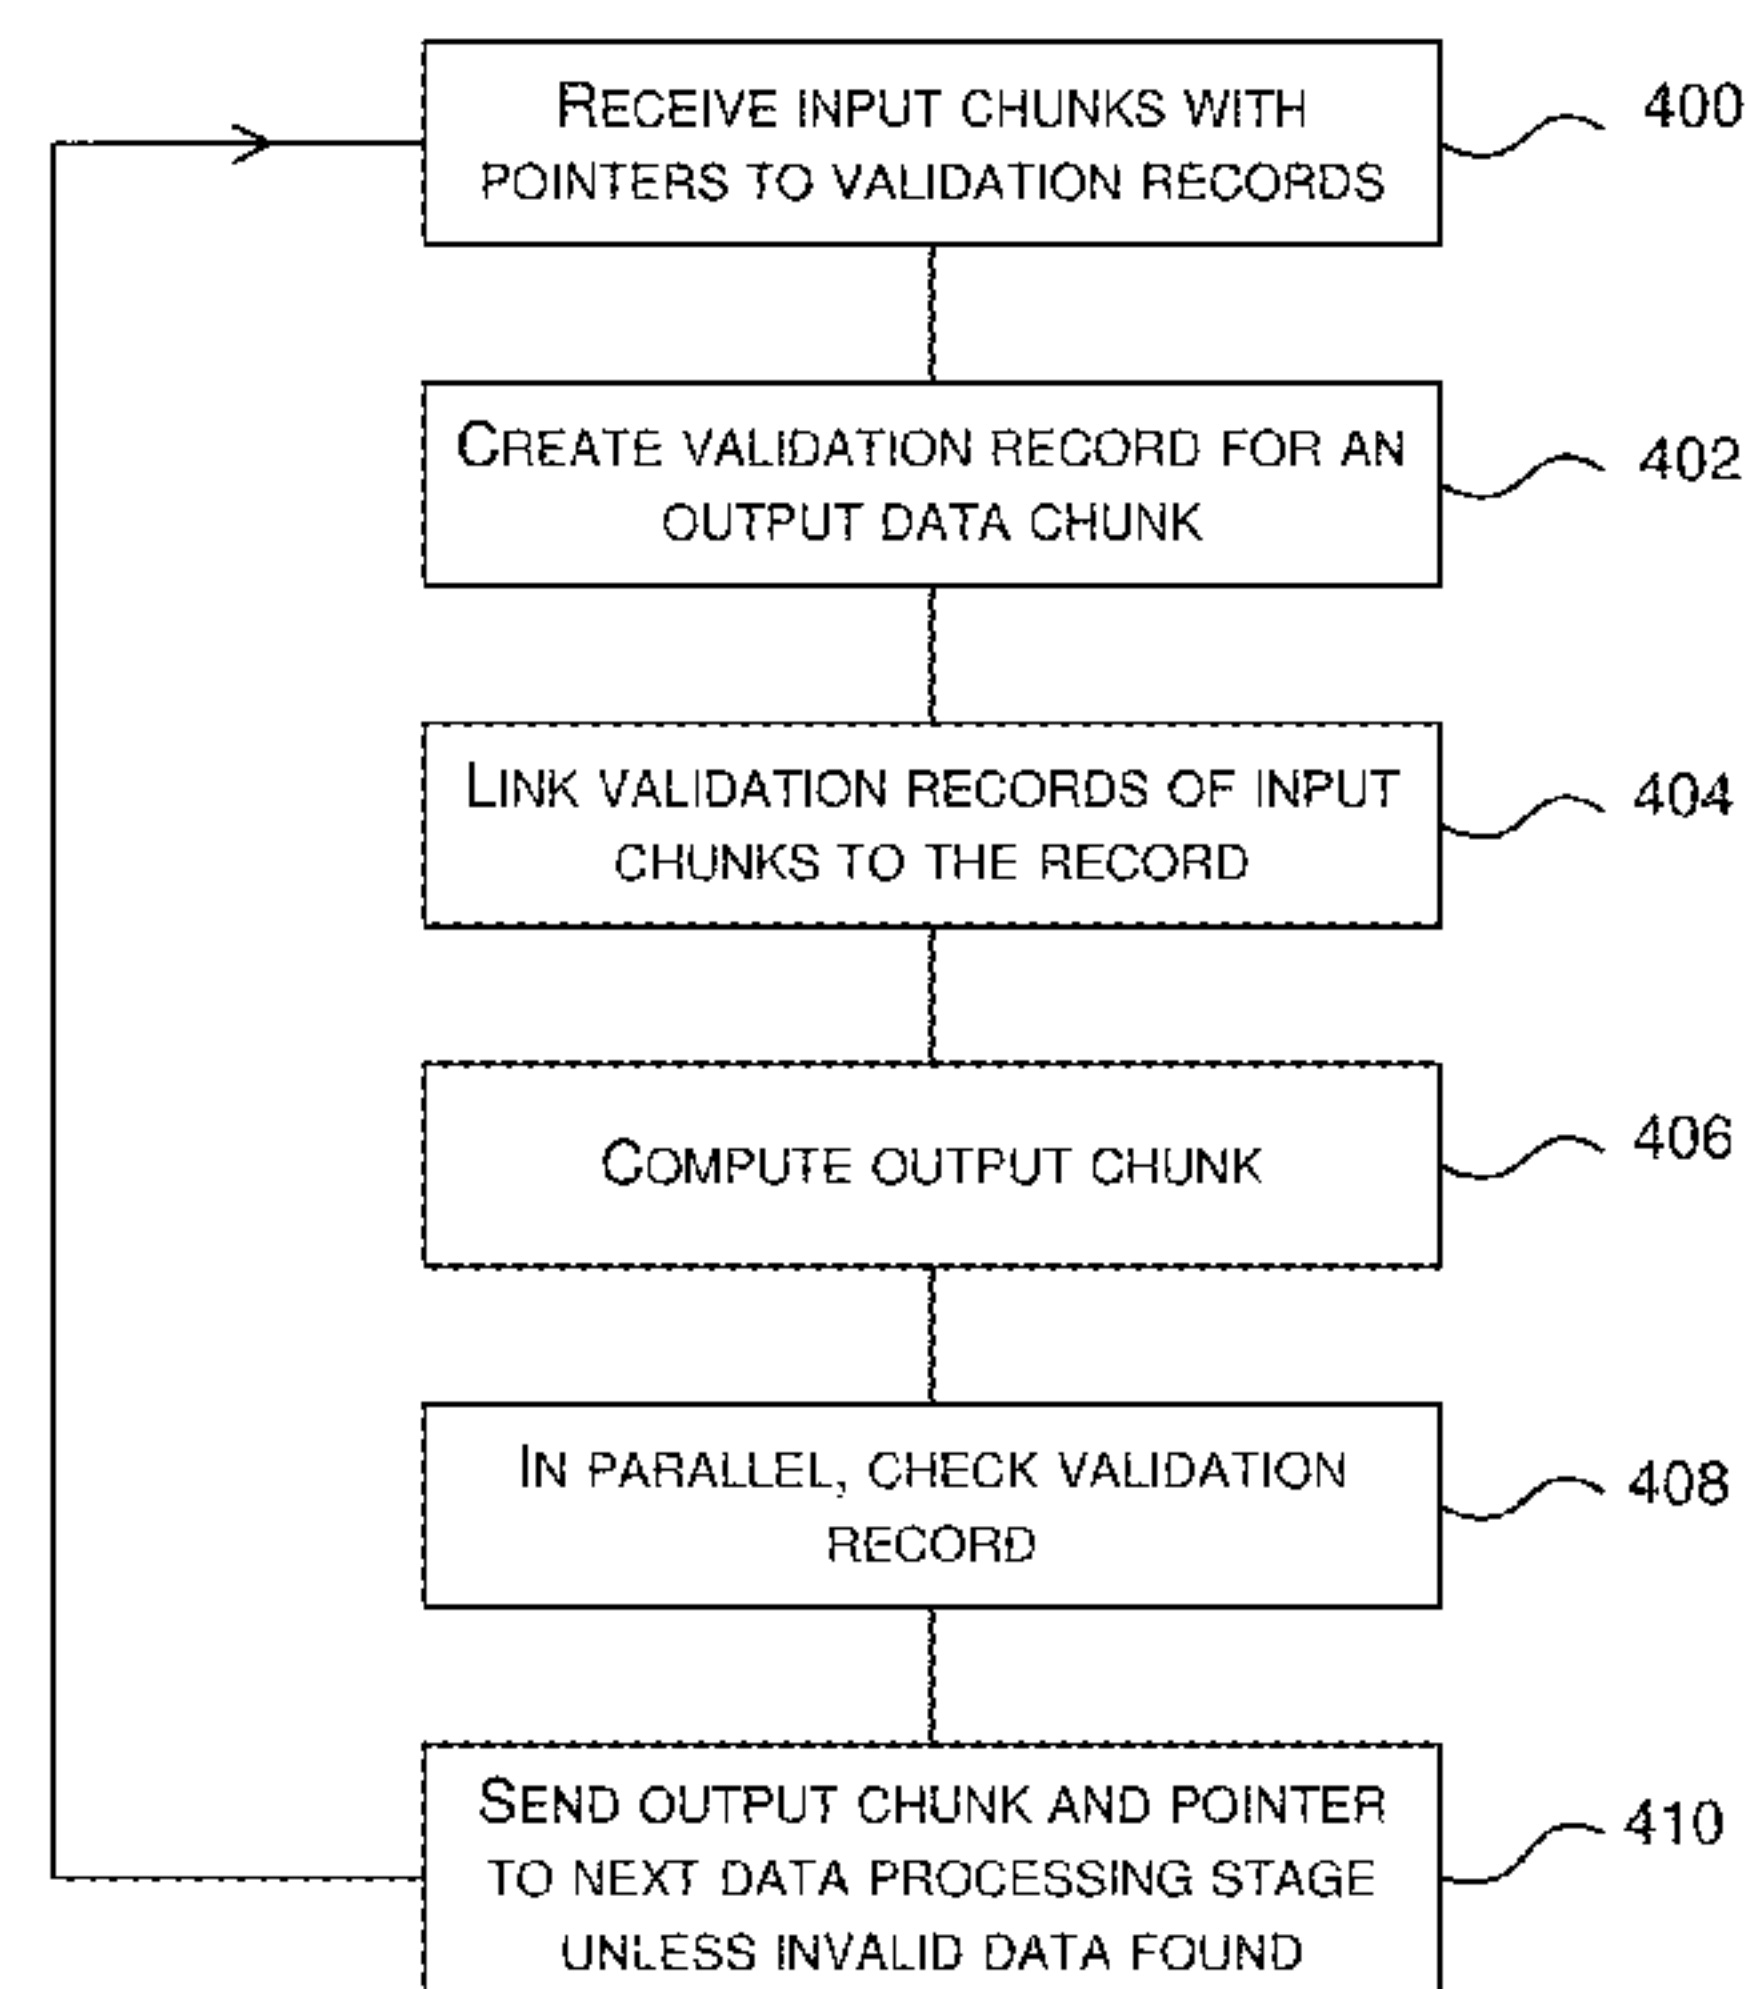 RECEIVE INPUT CHUNKS WITH
POINTERS TO VALIDATION RECORDS
400
CREATE VALIDATION RECORD FOR AN
OUTPUT DATA CHUNK
402
LINK VALIDATION RECORDS OF INPUT
CHUNKS TO THE RECORD
404
COMPUTE OUTPUT CHUNK
406
IN PARALLEL, CHECK VALIDATION
RECORD
408
SEND OUTPUT CHUNK AND POINTER
TO NEXT DATA PROCESSING STAGE
UNLESS INVALID DATA FOUND
410